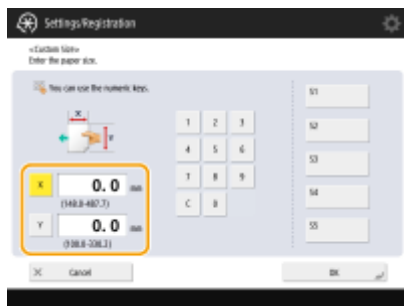 Settings/Registration
<Custom Size>
Enter the paper size.
You can use the numeric keys.
X
Y
1 2 3
4 5 6
7 8 9
C 0
X 0.0 mm
(148.0-487.7)
Y 0.0 mm
(100.0-330.2)
S1
S2
S3
S4
S5
Cancel
OK